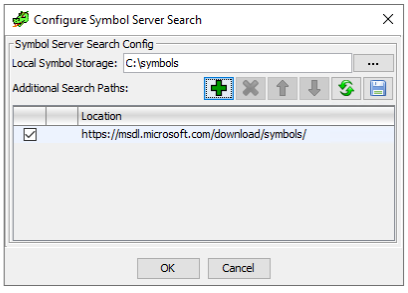 Configure Symbol Server Search
Symbol Server Search Config
Local Symbol Storage: C:\symbols ...
Additional Search Paths:
Location
https://msdl.microsoft.com/download/symbols/
OK Cancel